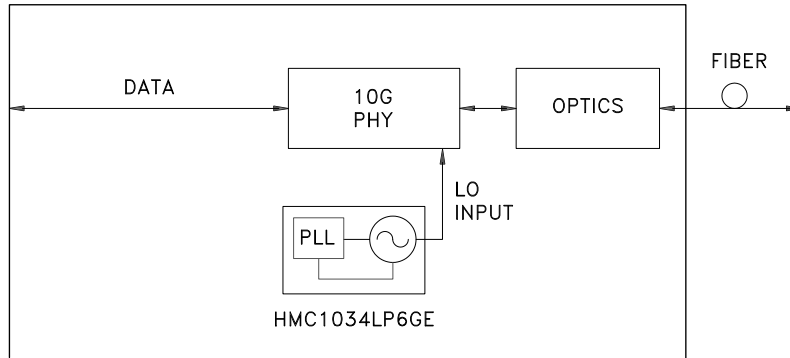 FIBER
DATA
10G
PHY
OPTICS
LO
INPUT
PLL
HMC1034LP6GE